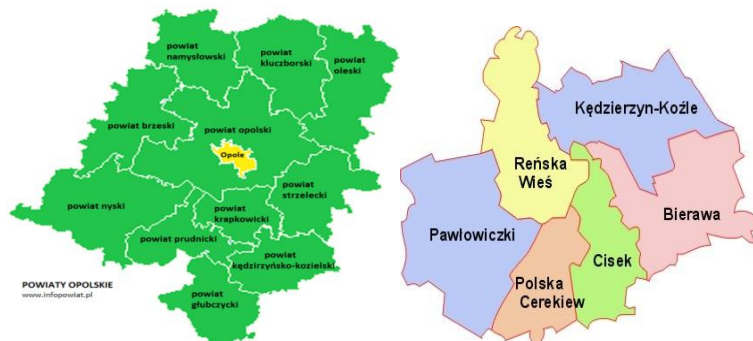 powiat
namysłowski
powiat
kluczborski
powiat
oleski
powiat brzeski
powiat opolski
Opole
powiat
strzelecki
powiat nyski
powiat
krapkowicki
powiat prudnicki
powiat
kędzirzyńsko-kozielski
powiat
głubczycki
POWIATY OPOLSKIE
www.infopowiat.pl
Kędzierzyn-Koźle
Reńska
Wieś
Bierawa
Pawłowiczki
Cisek
Polska
Cerekiew